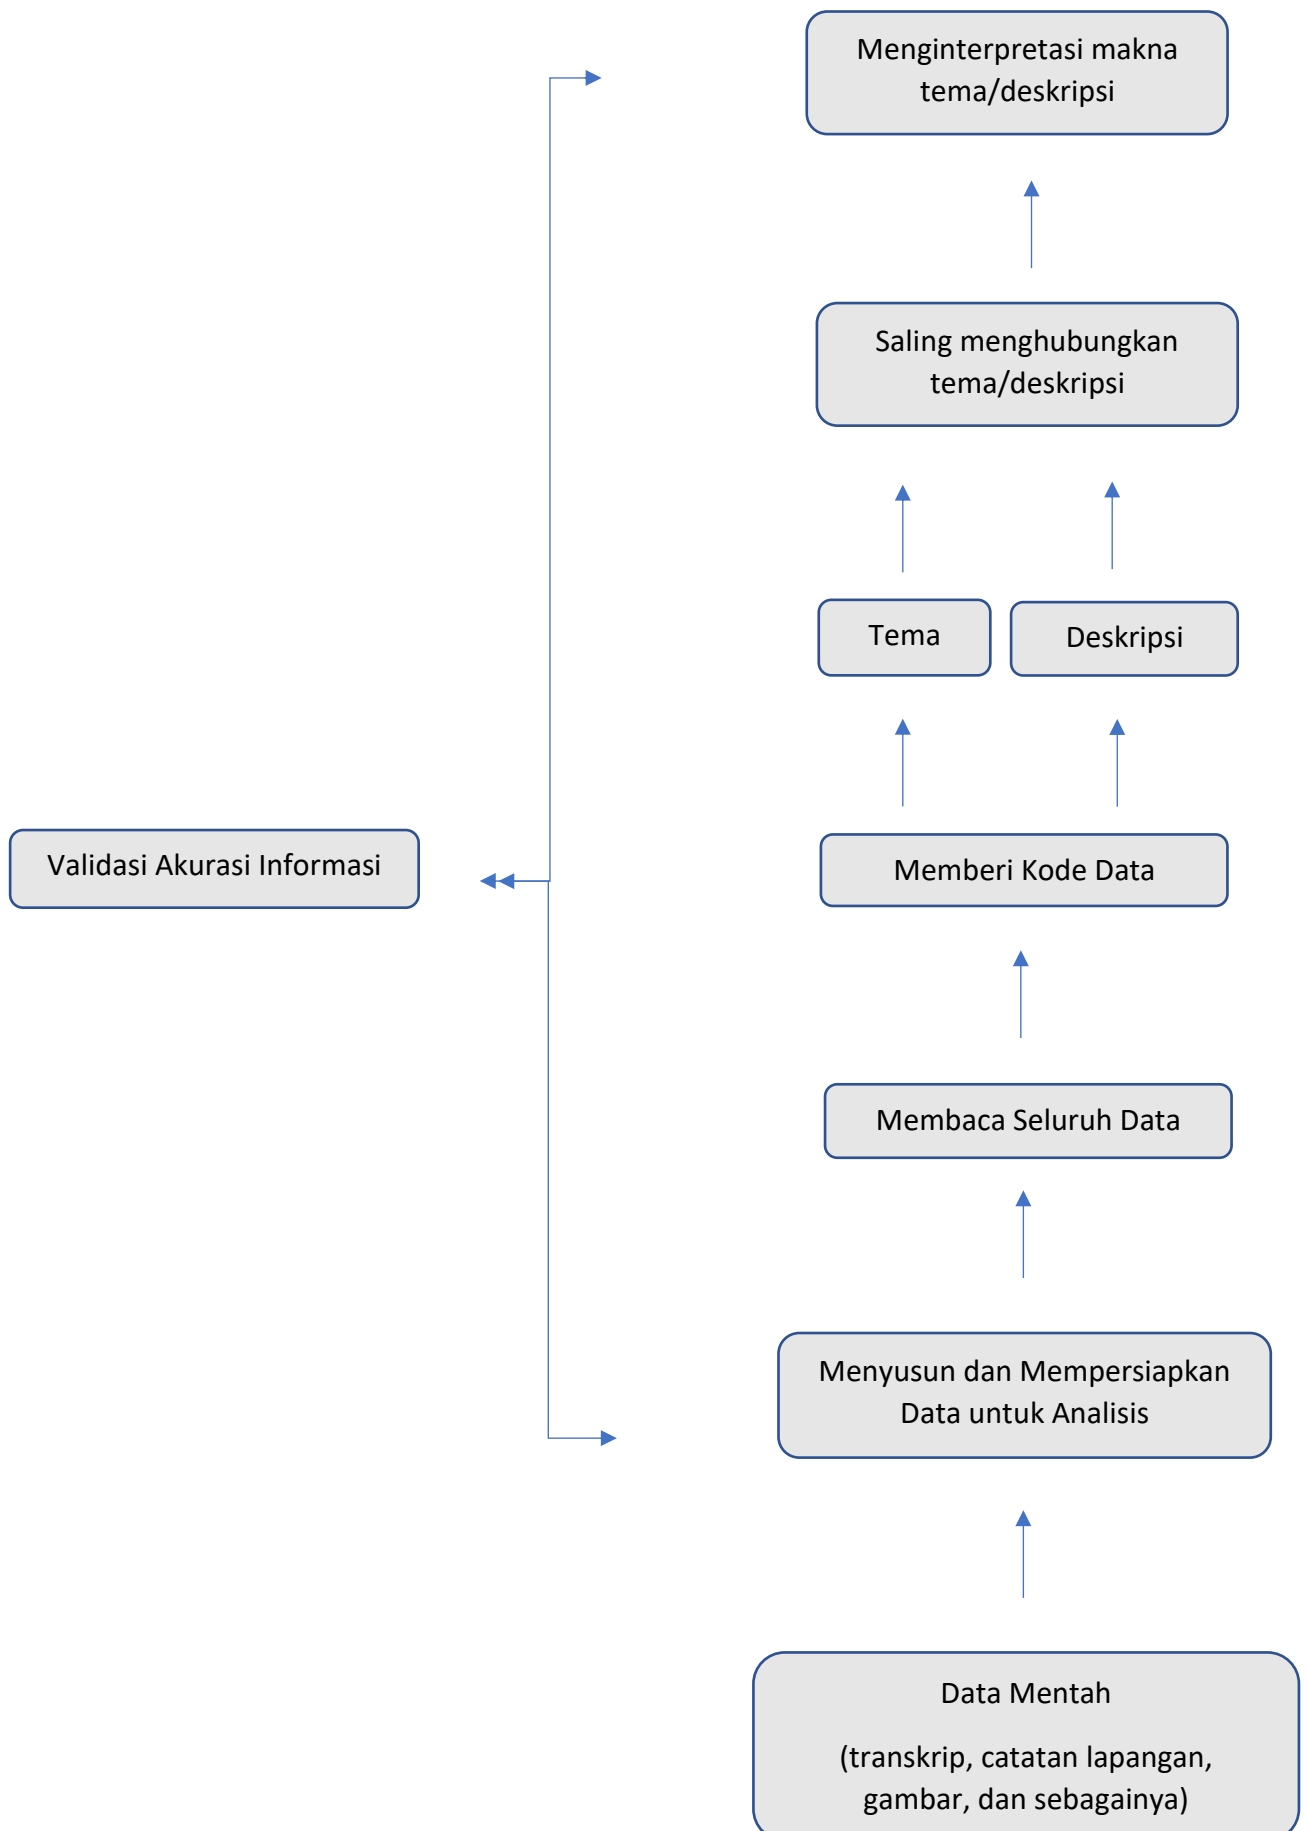 Menginterpretasi makna
tema/deskripsi
Saling menghubungkan
tema/deskripsi
Tema
Deskripsi
Validasi Akurasi Informasi
Memberi Kode Data
Membaca Seluruh Data
Menyusun dan Mempersiapkan
Data untuk Analisis
Data Mentah
(transkrip, catatan lapangan,
gambar, dan sebagainya)